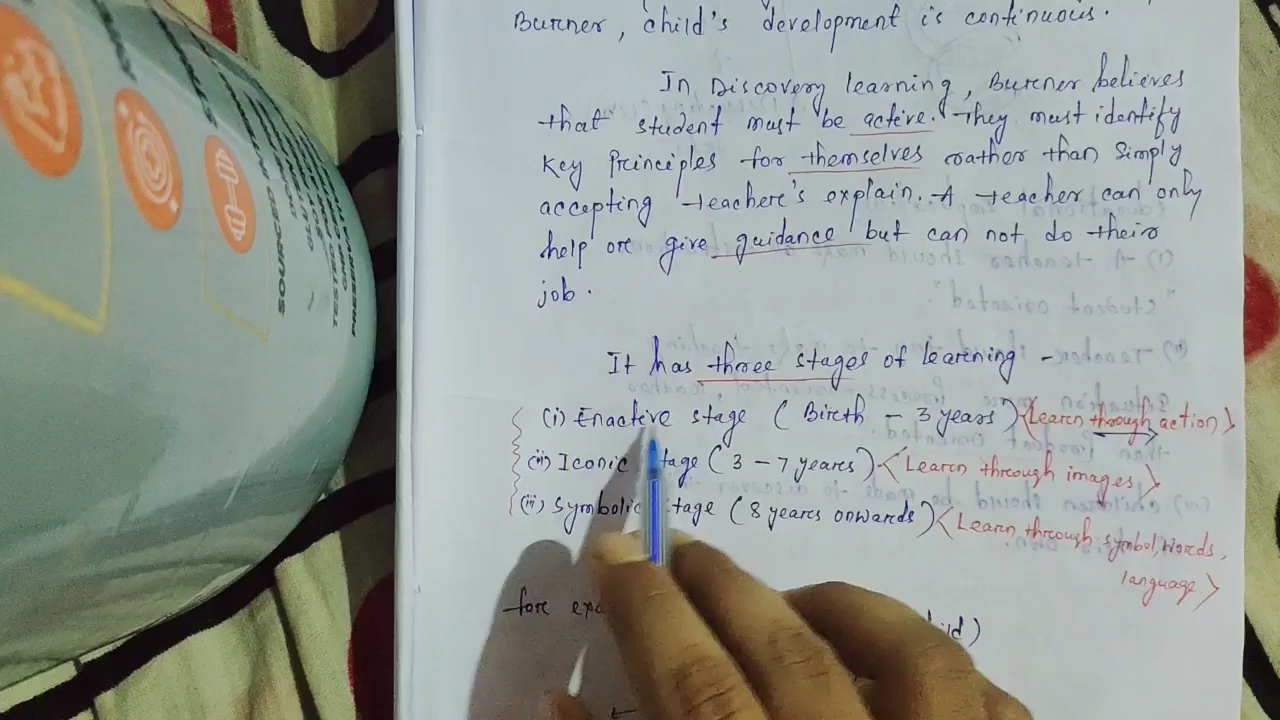 Burner, child's development is continuous.
In Discovery learning, Burner believes
that student must be active. They must identify
key principles for themselves rather than simply
accepting teacher's explain. A teacher can only
help or give guidance but can not do their
job.
It has three stages of learning -
(i) Enactive stage (Birth - 3 years) <Learn through action>
(ii) Iconic stage (3 - 7 years) <Learn through images>
(iii) Symbolic stage (8 years onwards) <Learn through symbol, words,
language>
for